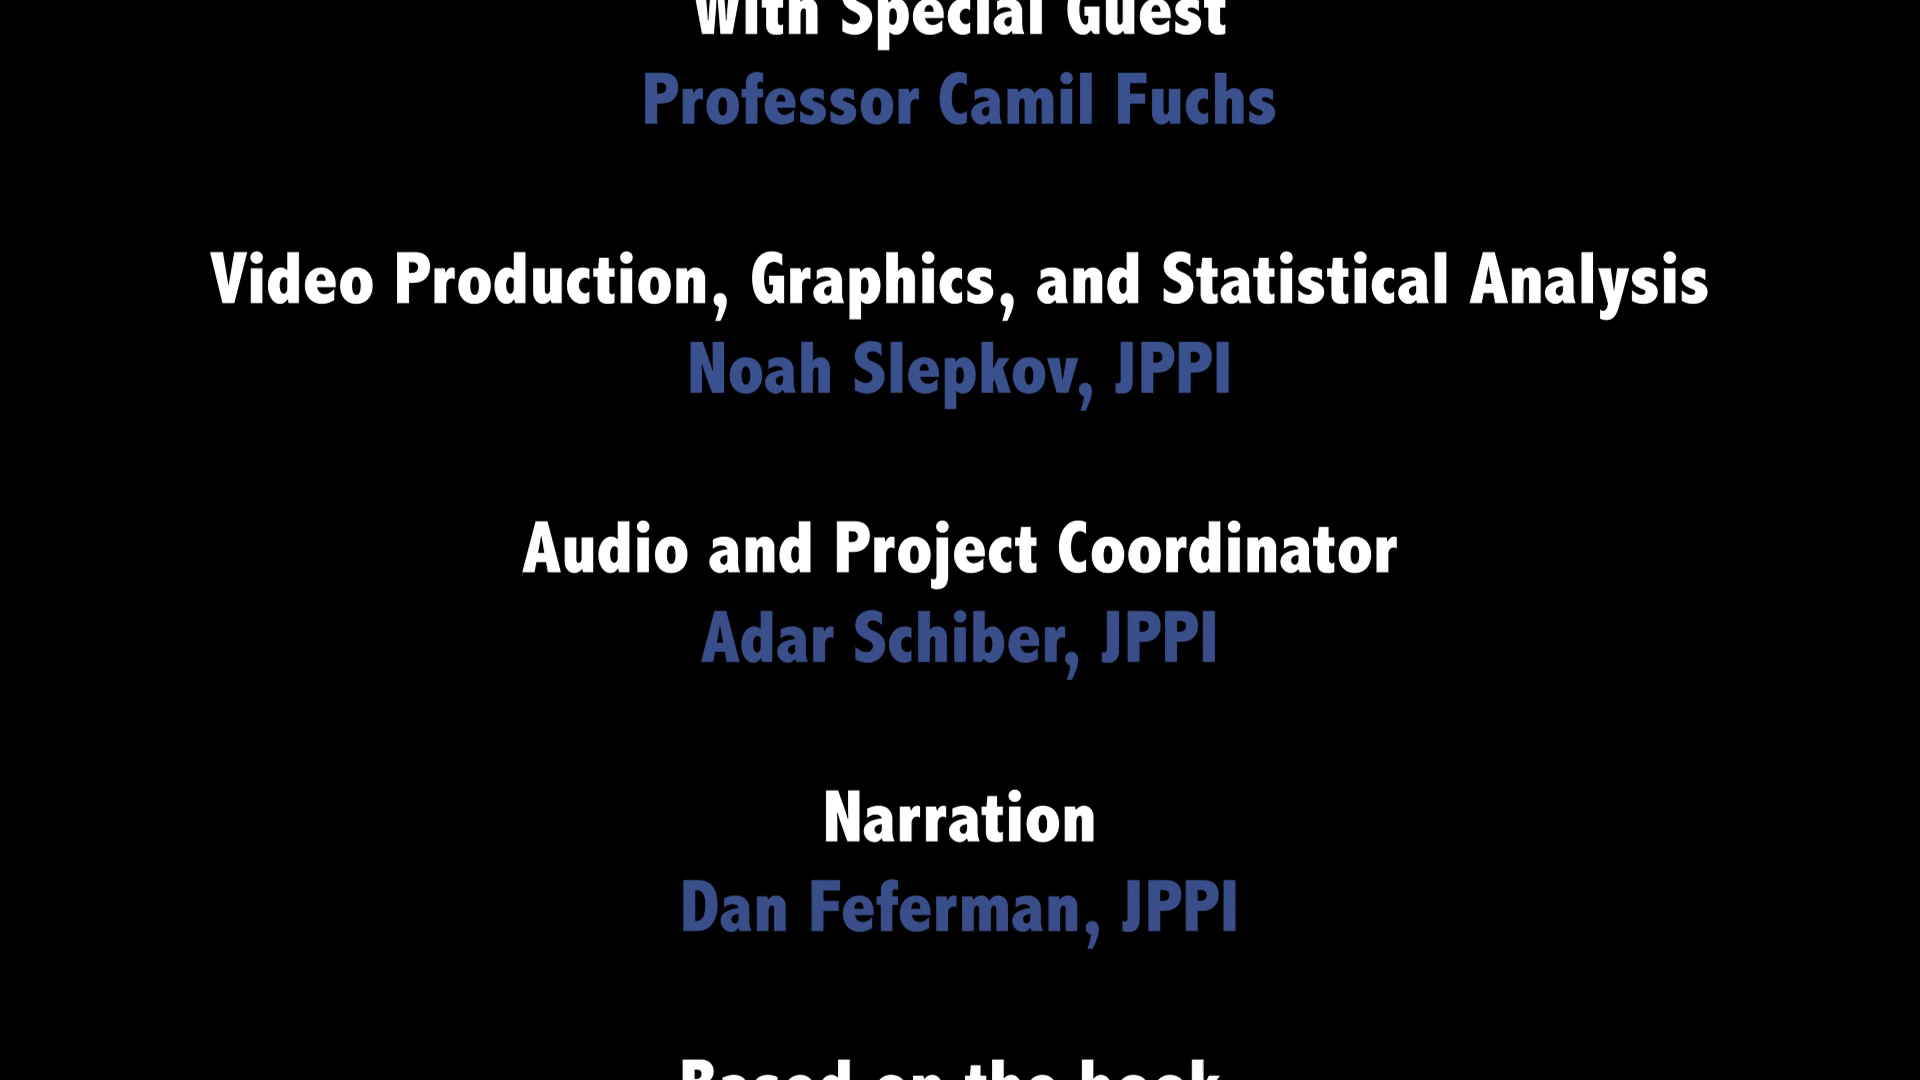 With Special Guest
Professor Camil Fuchs
Video Production, Graphics, and Statistical Analysis
Noah Slepkov, JPPI
Audio and Project Coordinator
Adar Schiber, JPPI
Narration
Dan Feferman, JPPI
Based on the book